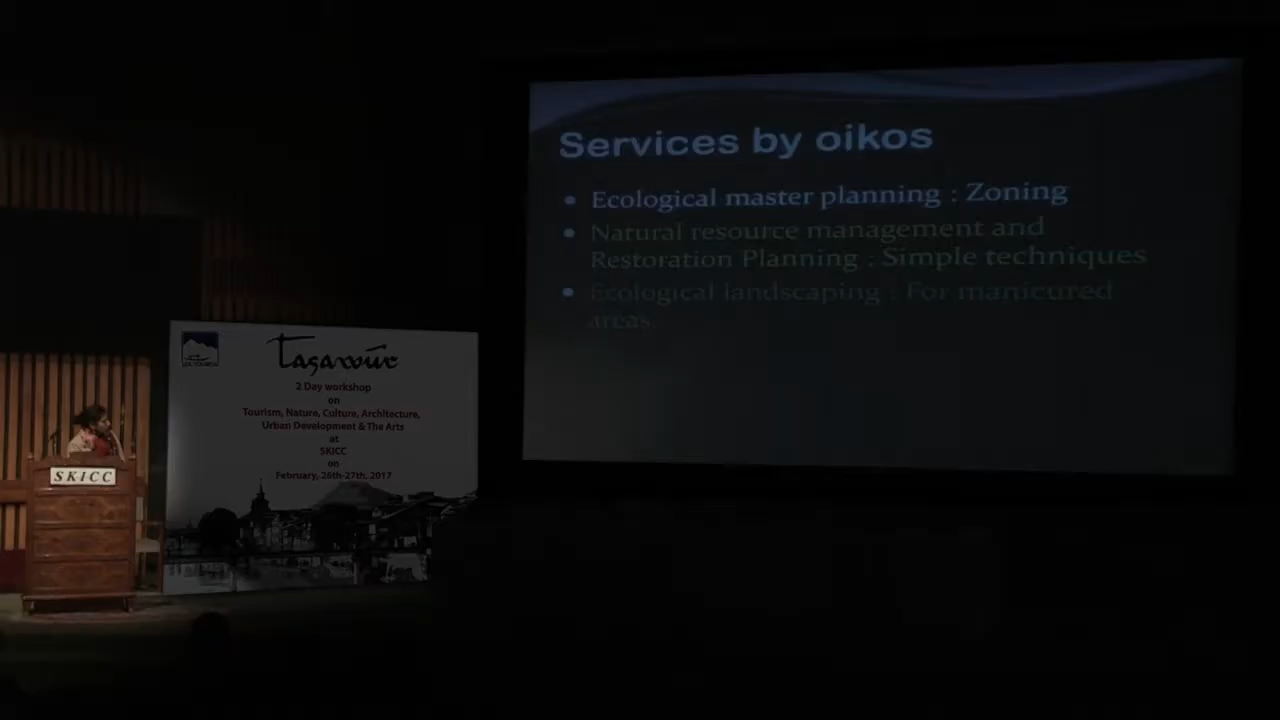 Services by oikos
Ecological master planning : Zoning
Natural resource management and
Restoration Planning : Simple techniques
Ecological landscaping : For manicured
areas.
Tasawur
2 Day workshop
on
Tourism, Nature, Culture, Architecture,
Urban Development & The Arts
at
SKICC
on
February, 26th-27th, 2017
SKICC